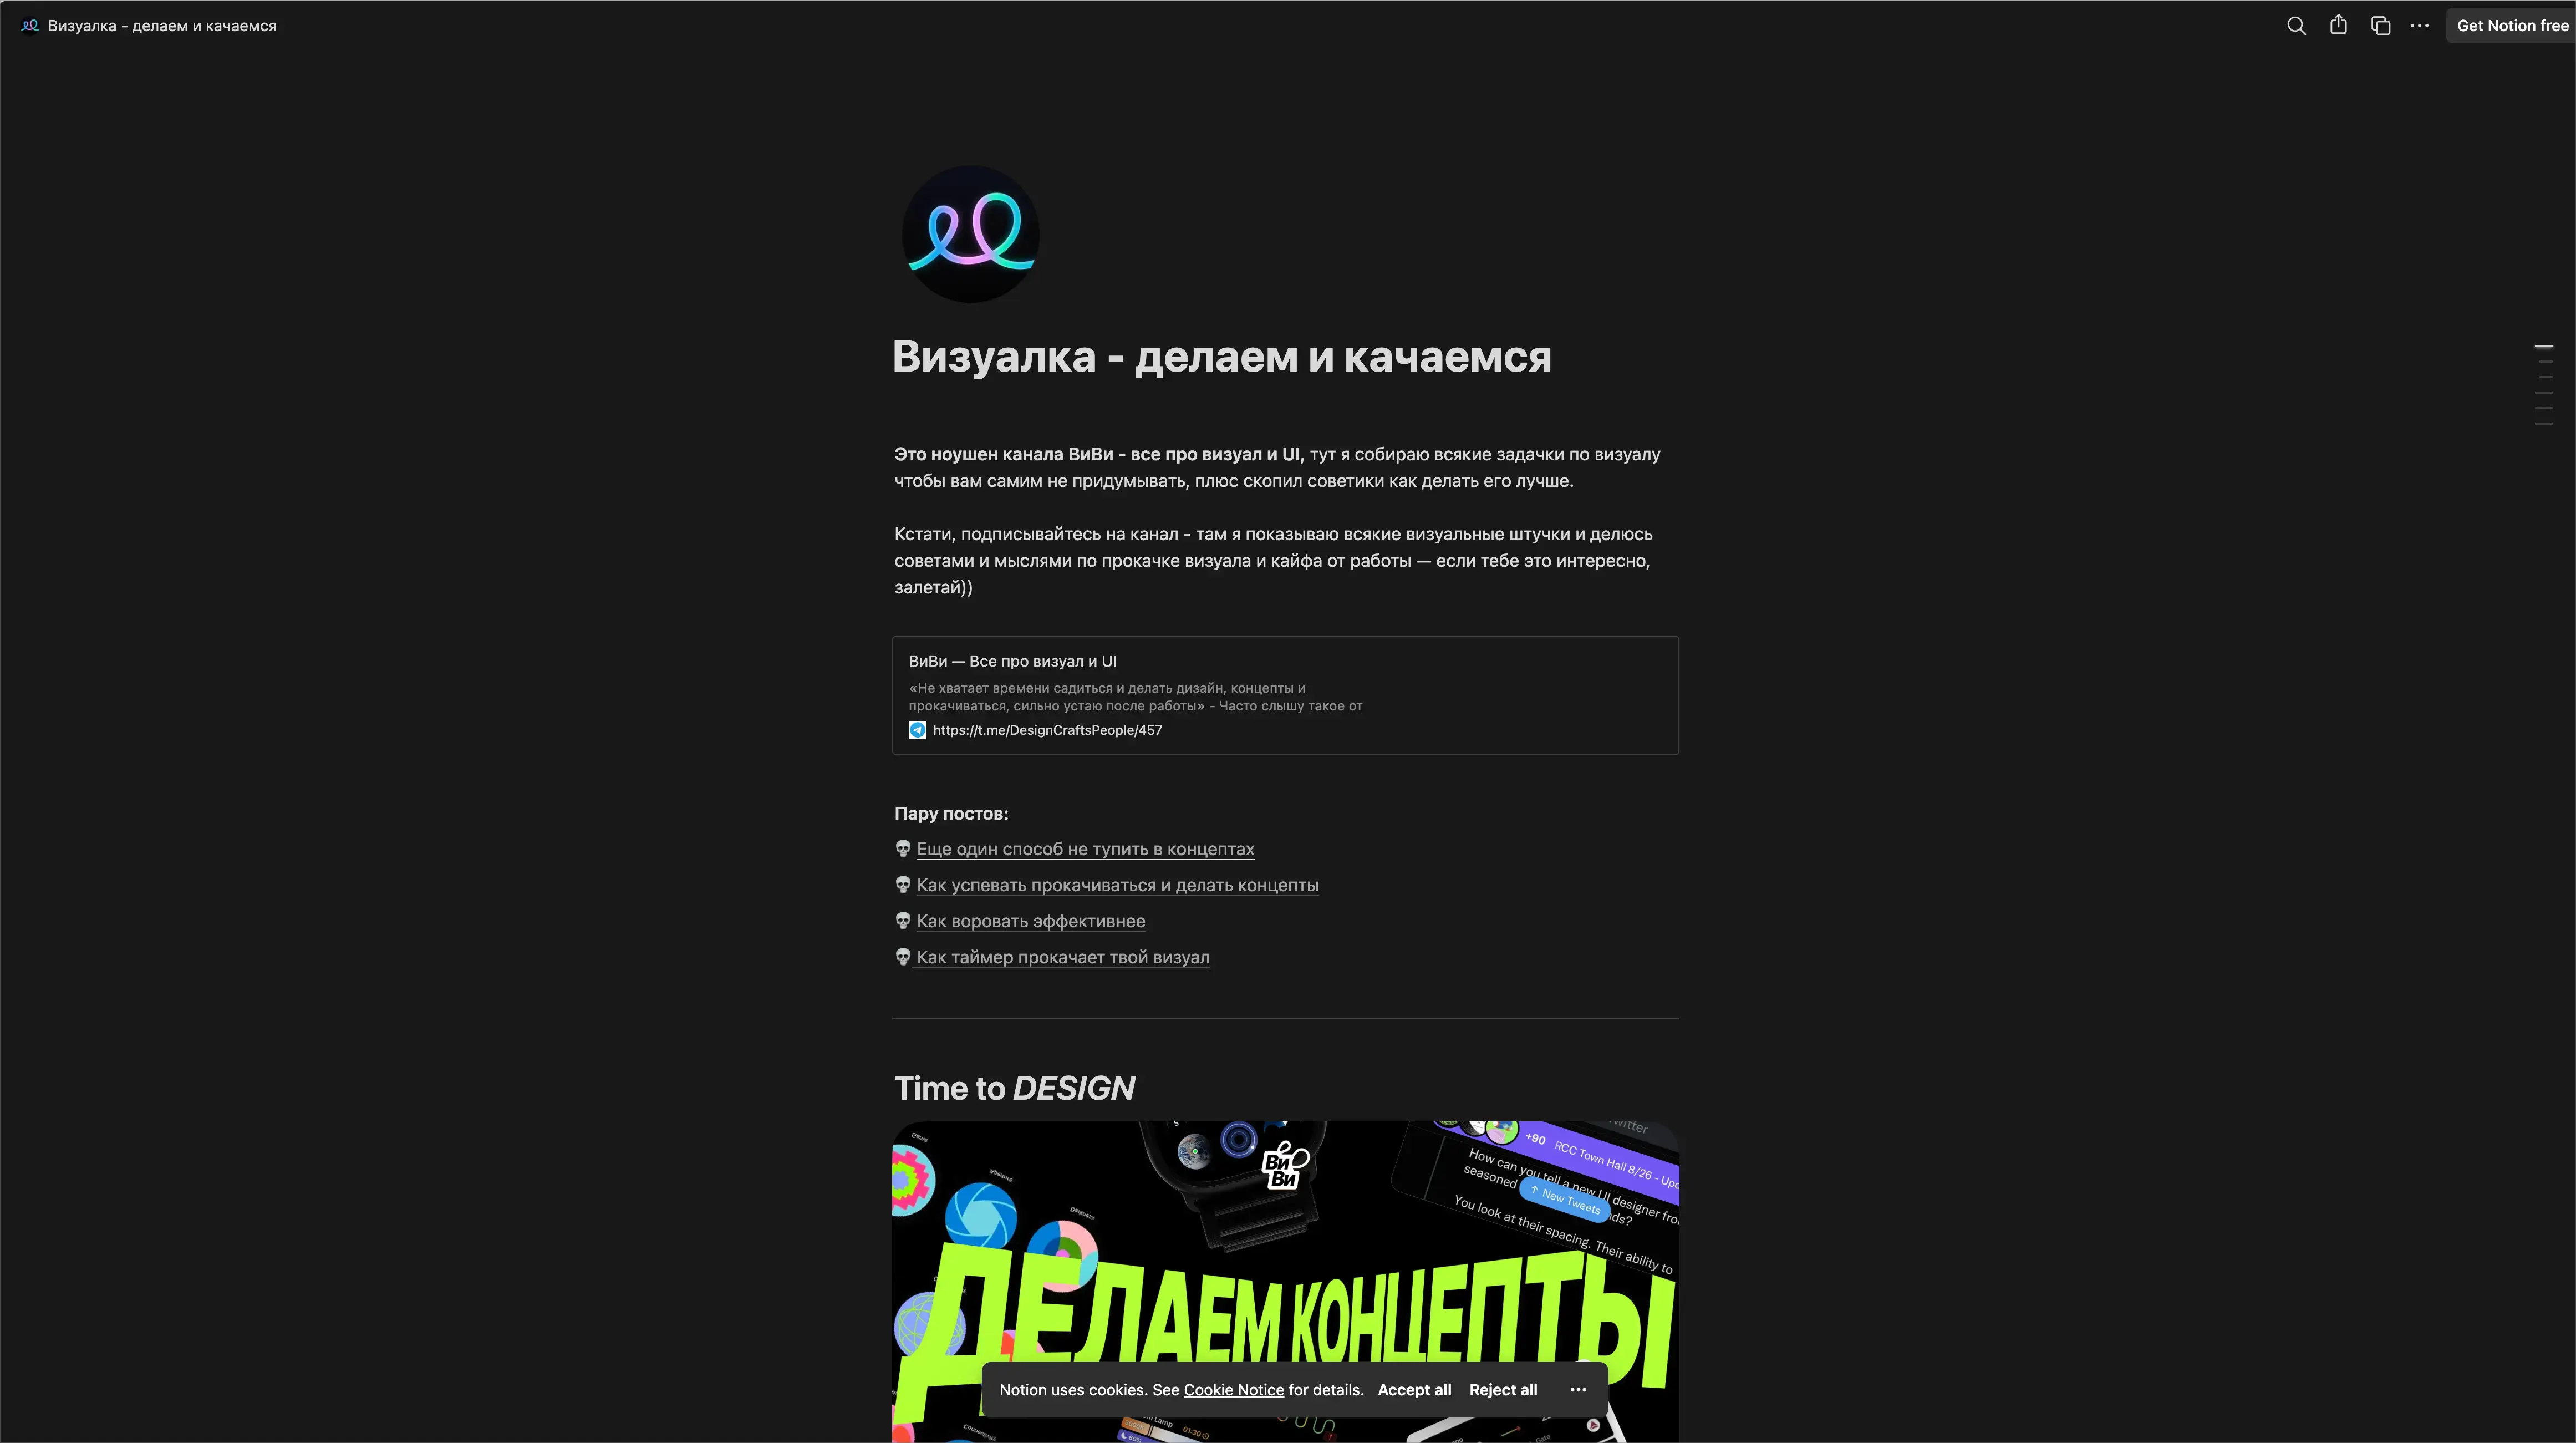 Визуалка - делаем и качаемся
Get Notion free
Визуалка - делаем и качаемся
Это ноушен канала ВиВи - все про визуал и UI, тут я собираю всякие задачки по визуалу
чтобы вам самим не придумывать, плюс скопил советики как делать его лучше.
Кстати, подписывайтесь на канал - там я показываю всякие визуальные штучки и делюсь
советами и мыслями по прокачке визуала и кайфа от работы — если тебе это интересно,
залетай))
ВиВи — Все про визуал и UI
«Не хватает времени садиться и делать дизайн, концепты и
прокачиваться, сильно устаю после работы» - Часто слышу такое от
https://t.me/DesignCraftsPeople/457
Пару постов:
Еще один способ не тупить в концептах
Как успевать прокачиваться и делать концепты
Как воровать эффективнее
Как таймер прокачает твой визуал
Time to DESIGN
+90 RCC Town Hall 8/26 -
How can you tell a new UI designer
seasoned
New Tweets
You look at their spacing. Their ability to
Ви
Ви
ДЕЛАЕМ КОНЦЕПТЫ
Notion uses cookies. See Cookie Notice for details. Accept all Reject all
Lamp
01:30
60%
Gate